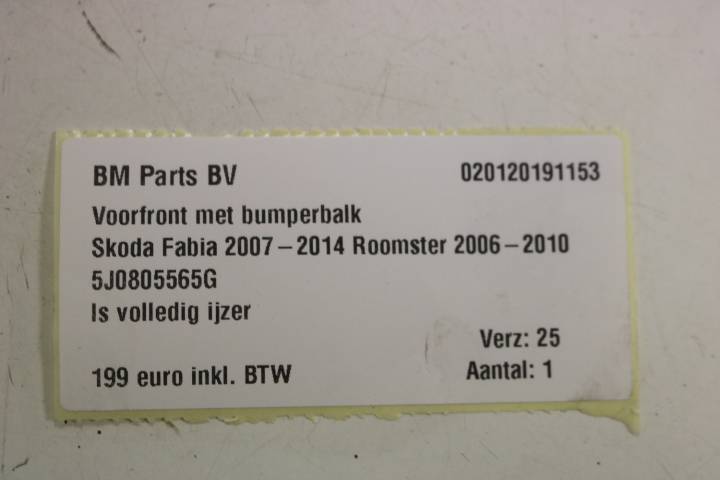 BM Parts BV 020120191153
Voorfront met bumperbalk
Skoda Fabia 2007–2014 Roomster 2006–2010
5J0805565G
Is volledig ijzer
Verz: 25
199 euro inkl. BTW Aantal: 1